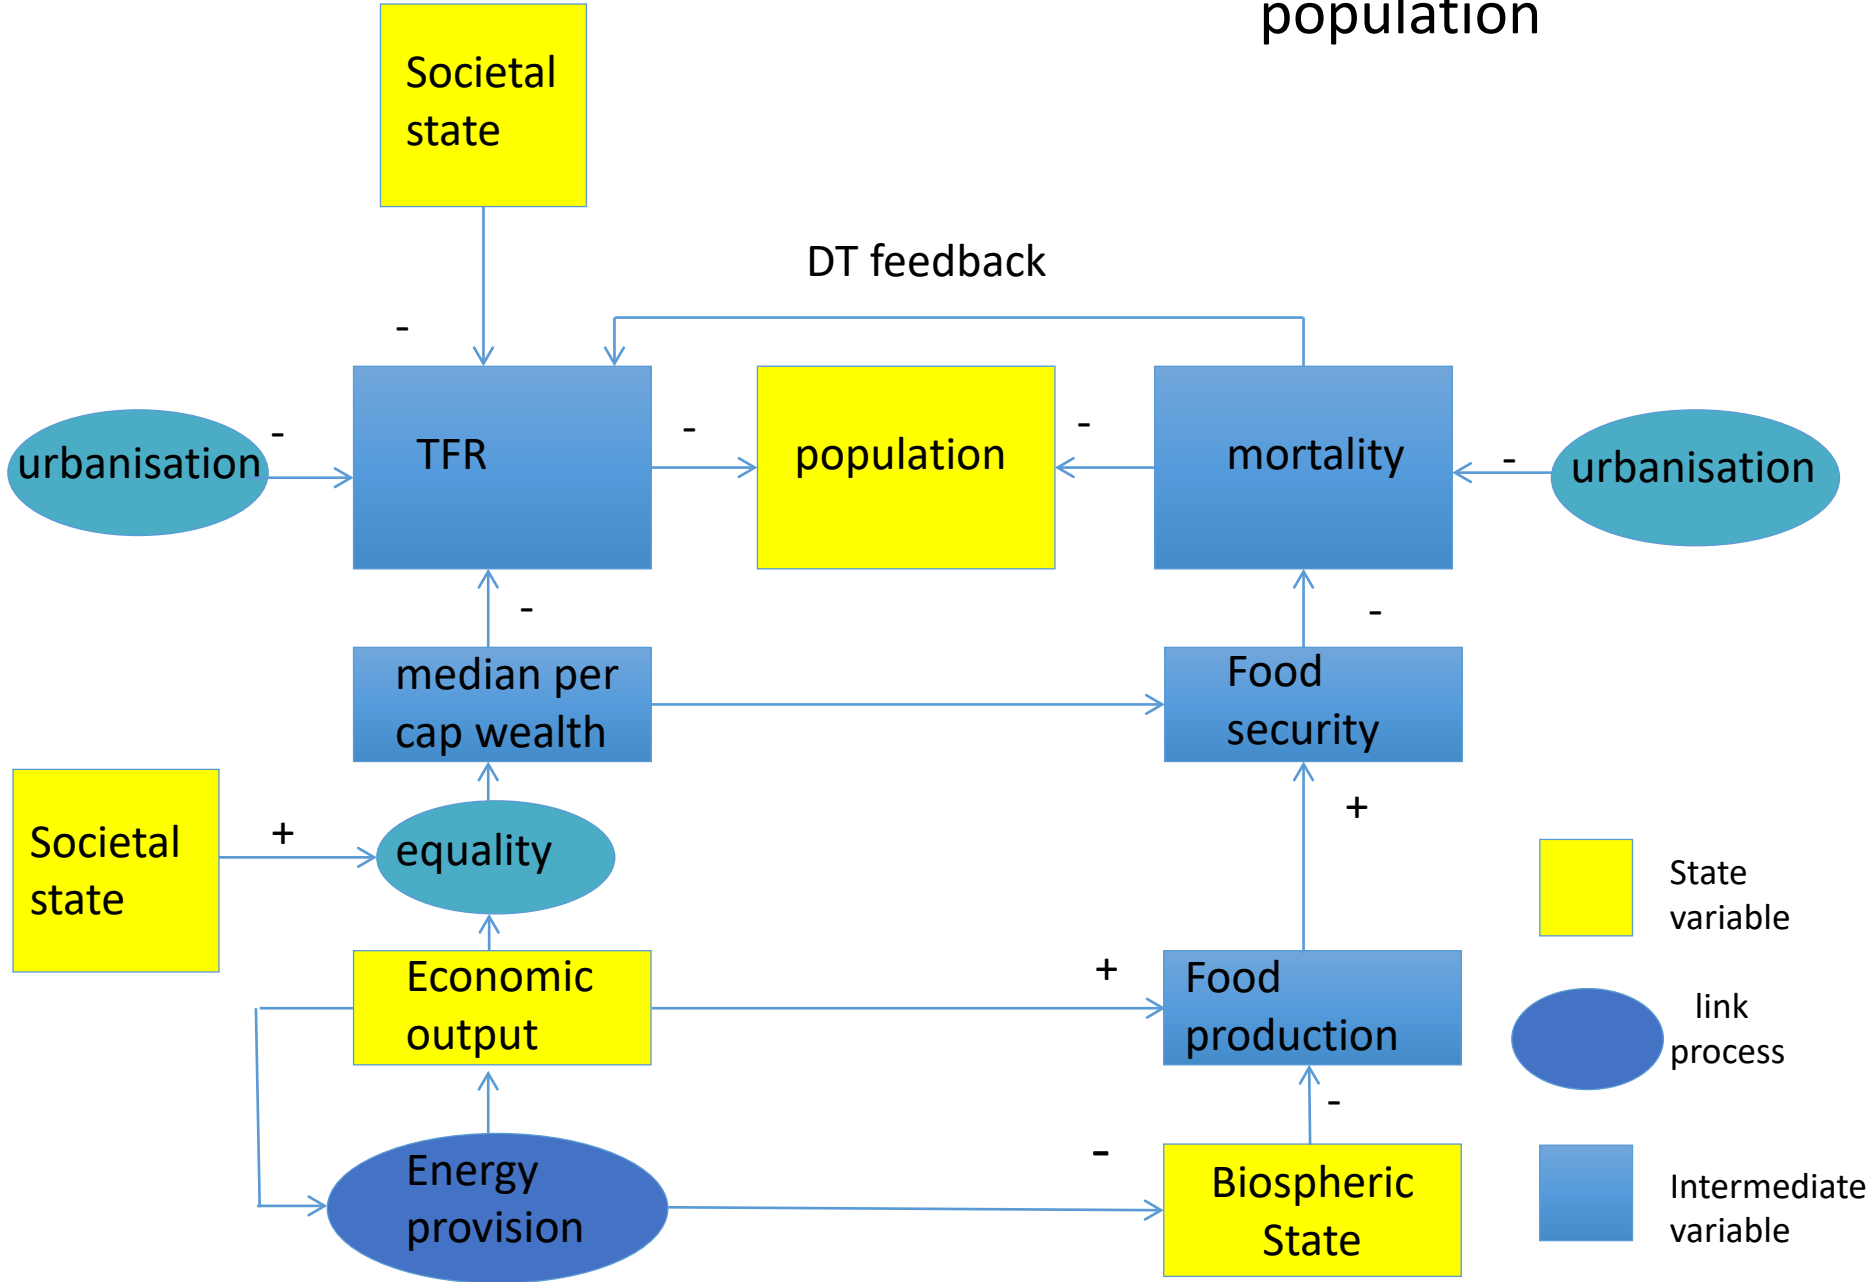 population
Societal
state
DT feedback
-
urbanisation
-
TFR
-
population
-
mortality
-
urbanisation
-
-
median per
cap wealth
Food
security
Societal
state
+
equality
+
State
variable
Economic
output
+
Food
production
link
process
-
Energy
provision
-
Biospheric
State
Intermediate
variable